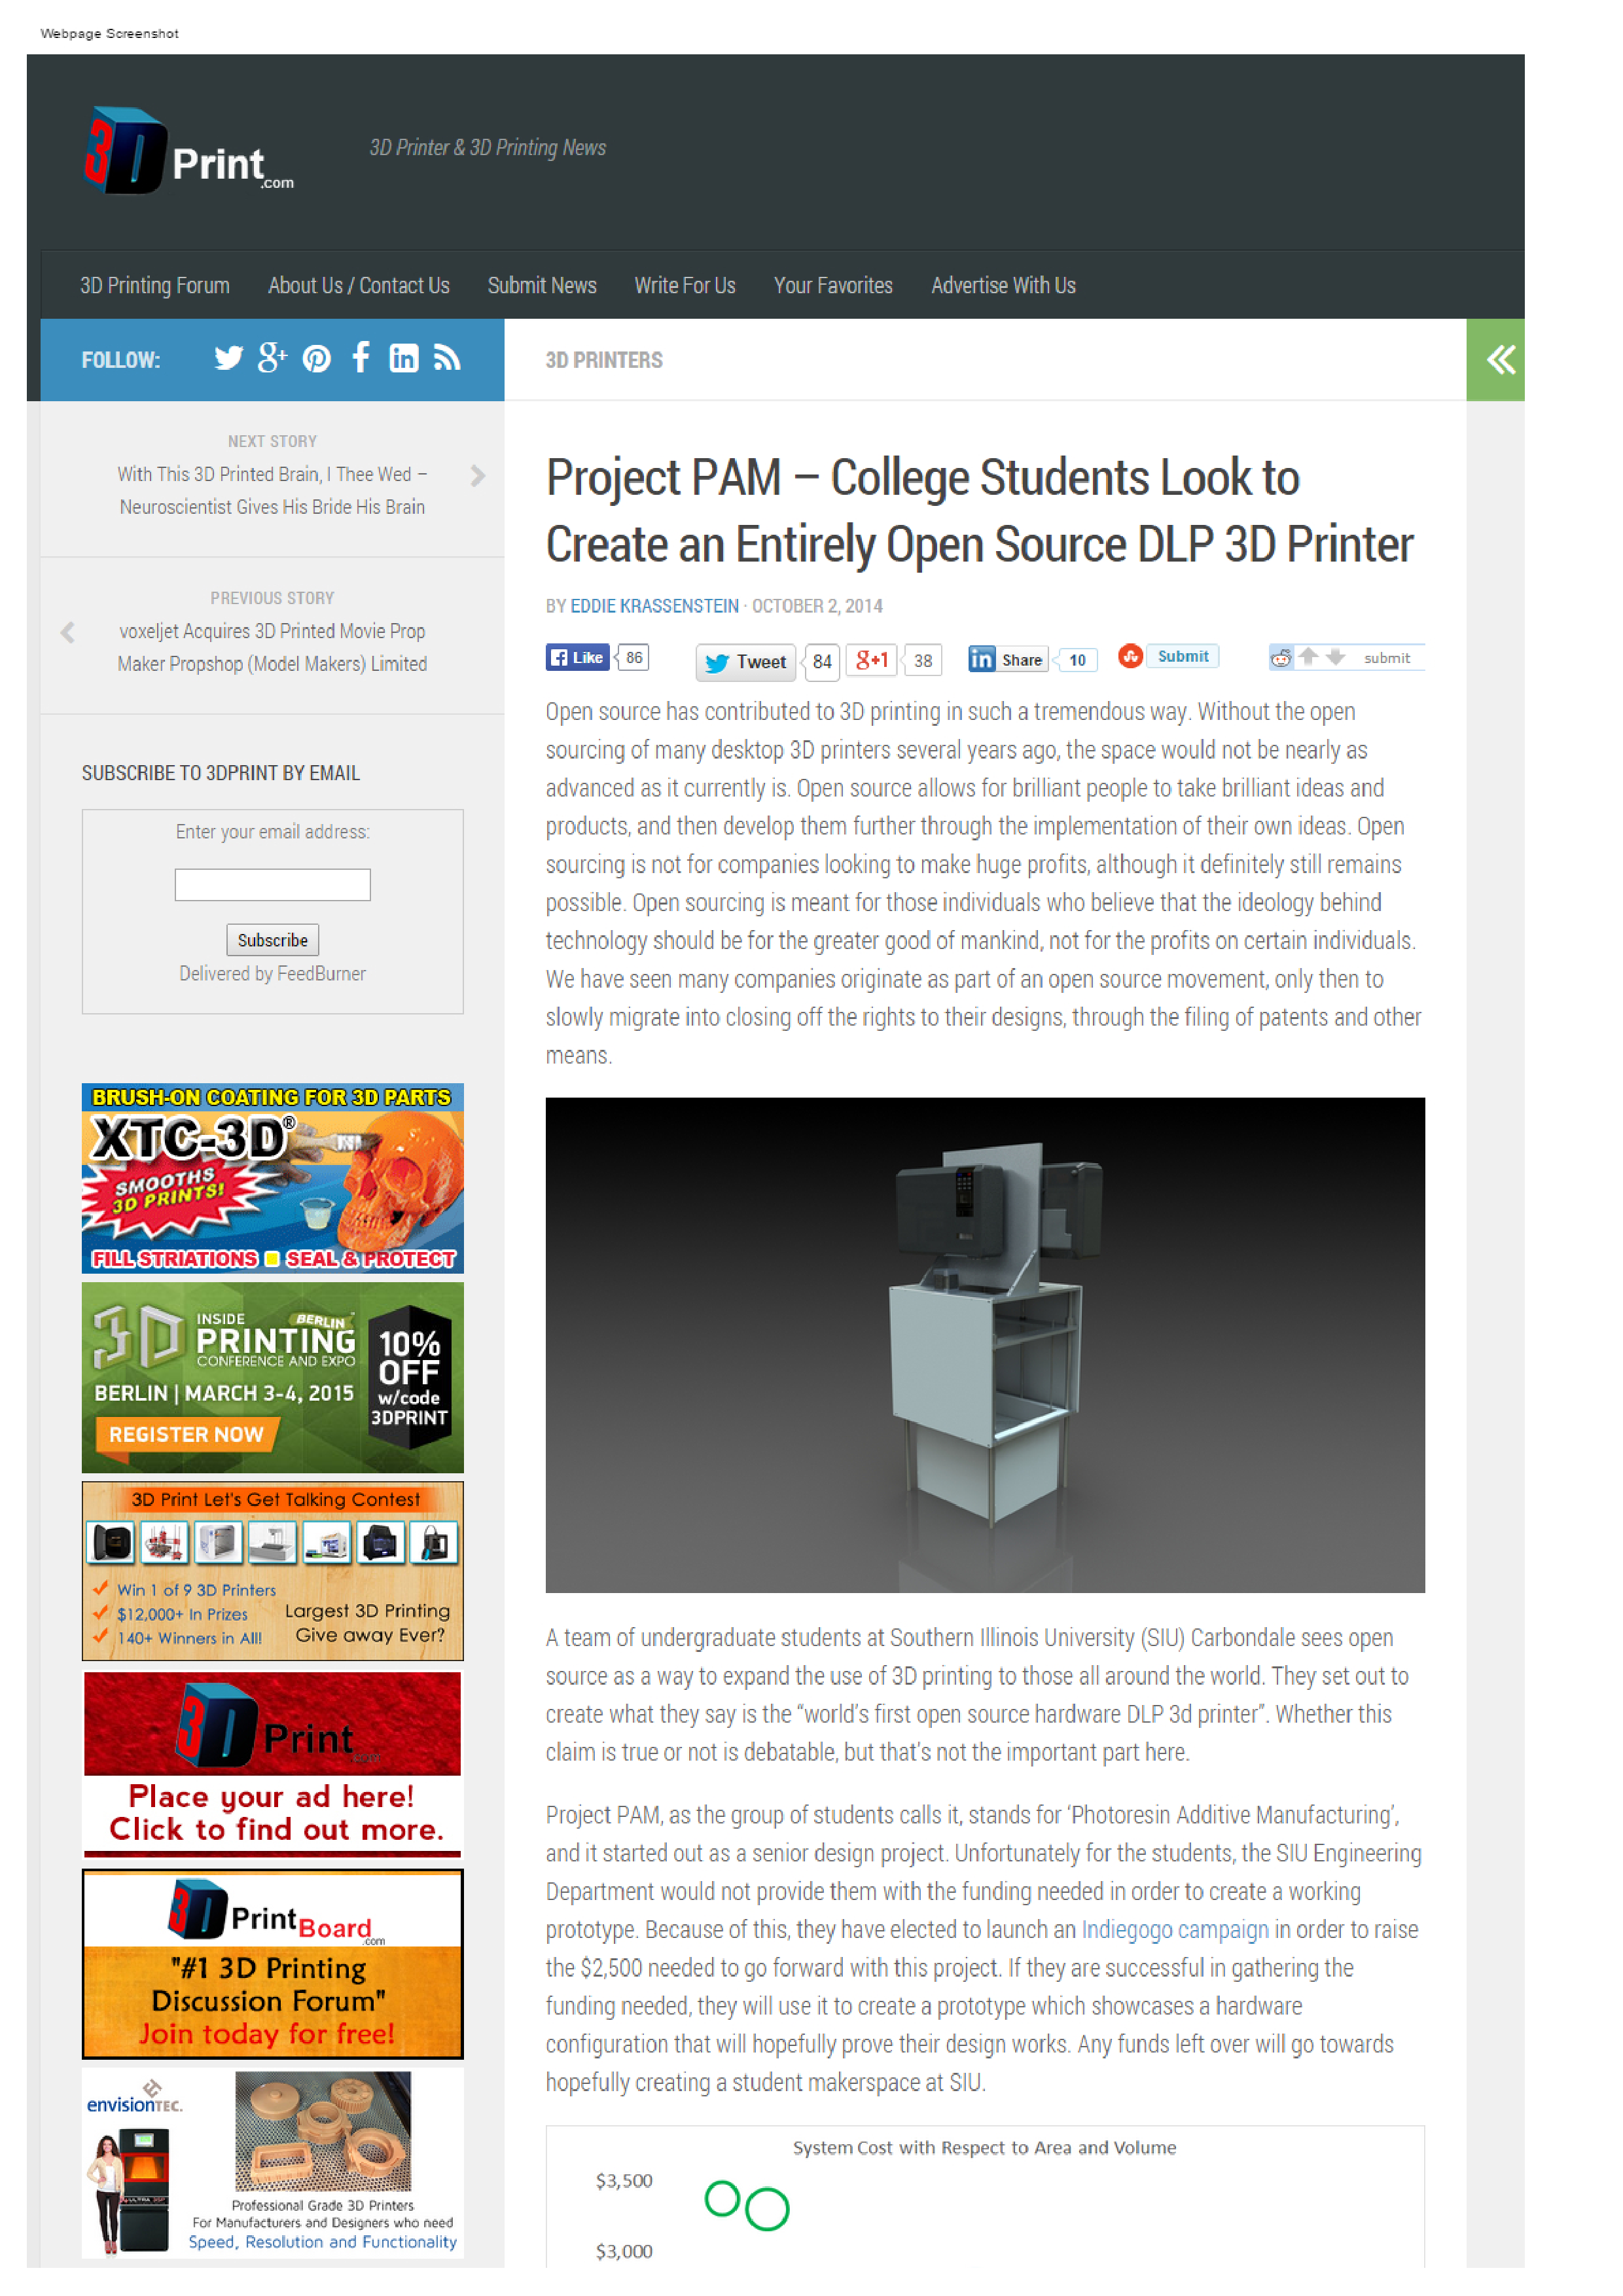 Webpage Screenshot
3D Print.com
3D Printer & 3D Printing News
3D Printing Forum About Us / Contact Us Submit News Write For Us Your Favorites Advertise With Us
FOLLOW:
3D PRINTERS
NEXT STORY
With This 3D Printed Brain, I Thee Wed –
Neuroscientist Gives His Bride His Brain
PREVIOUS STORY
voxeljet Acquires 3D Printed Movie Prop
Maker Propshop (Model Makers) Limited
SUBSCRIBE TO 3DPRINT BY EMAIL
Enter your email address:
Subscribe
Delivered by FeedBurner
BRUSH-ON COATING FOR 3D PARTS
XTC-3D®
SMOOTHS
3D PRINTS!
FILL STRIATIONS SEAL & PROTECT
3D INSIDE BERLIN
PRINTING
CONFERENCE AND EXPO
BERLIN | MARCH 3-4, 2015
REGISTER NOW
10%
OFF
w/code
3DPRINT
3D Print Let's Get Talking Contest
Win 1 of 9 3D Printers
$12,000+ In Prizes
140+ Winners in All!
Largest 3D Printing
Give away Ever?
3D Print.com
Place your ad here!
Click to find out more.
3D PrintBoard.com
"#1 3D Printing
Discussion Forum"
Join today for free!
envisionTEC.
ULTRA 3SP
Professional Grade 3D Printers
For Manufacturers and Designers who need
Speed, Resolution and Functionality
Project PAM – College Students Look to
Create an Entirely Open Source DLP 3D Printer
BY EDDIE KRASSENSTEIN · OCTOBER 2, 2014
Like 86 Tweet 84 g+1 38 in Share 10 Submit submit
Open source has contributed to 3D printing in such a tremendous way. Without the open
sourcing of many desktop 3D printers several years ago, the space would not be nearly as
advanced as it currently is. Open source allows for brilliant people to take brilliant ideas and
products, and then develop them further through the implementation of their own ideas. Open
sourcing is not for companies looking to make huge profits, although it definitely still remains
possible. Open sourcing is meant for those individuals who believe that the ideology behind
technology should be for the greater good of mankind, not for the profits on certain individuals.
We have seen many companies originate as part of an open source movement, only then to
slowly migrate into closing off the rights to their designs, through the filing of patents and other
means.
A team of undergraduate students at Southern Illinois University (SIU) Carbondale sees open
source as a way to expand the use of 3D printing to those all around the world. They set out to
create what they say is the “world’s first open source hardware DLP 3d printer”. Whether this
claim is true or not is debatable, but that’s not the important part here.
Project PAM, as the group of students calls it, stands for ‘Photoresin Additive Manufacturing’,
and it started out as a senior design project. Unfortunately for the students, the SIU Engineering
Department would not provide them with the funding needed in order to create a working
prototype. Because of this, they have elected to launch an Indiegogo campaign in order to raise
the $2,500 needed to go forward with this project. If they are successful in gathering the
funding needed, they will use it to create a prototype which showcases a hardware
configuration that will hopefully prove their design works. Any funds left over will go towards
hopefully creating a student makerspace at SIU.
System Cost with Respect to Area and Volume
$3,500
$3,000